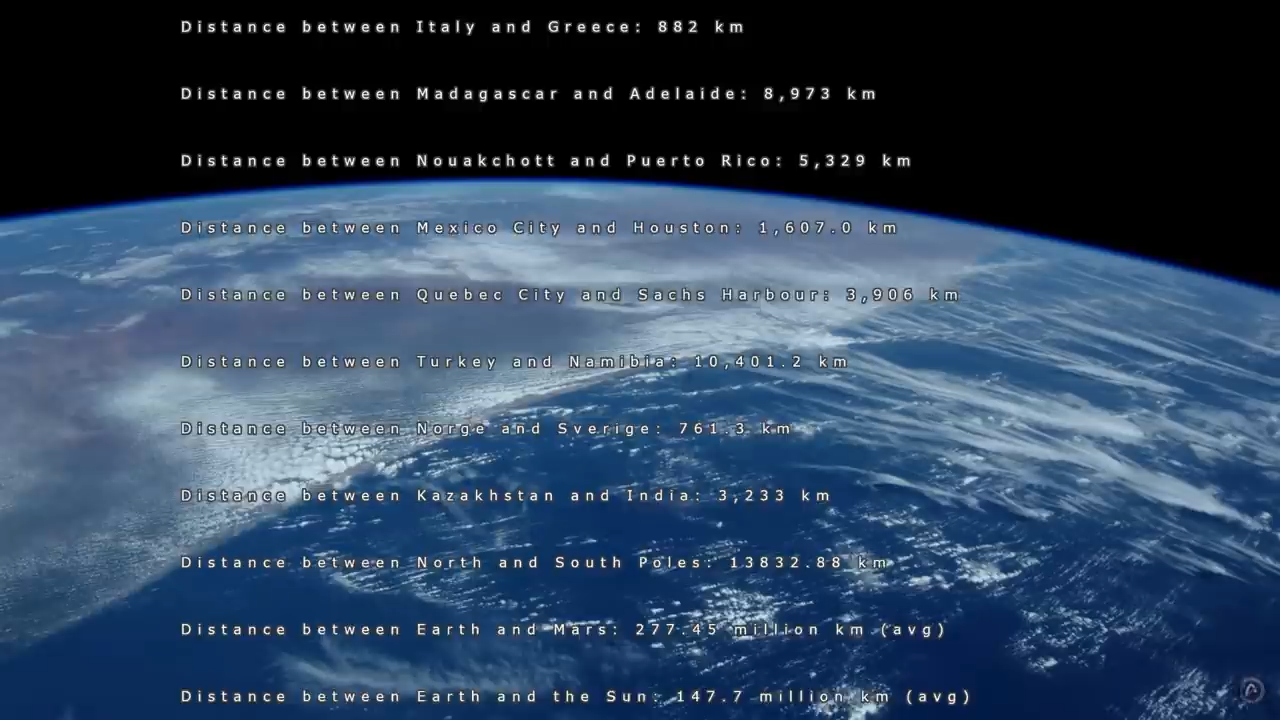 Distance between Italy and Greece: 882 km
Distance between Madagascar and Adelaide: 8,973 km
Distance between Nouakchott and Puerto Rico: 5,329 km
Distance between Mexico City and Houston: 1,607.0 km
Distance between Quebec City and Sachs Harbour: 3,906 km
Distance between Turkey and Namibia: 10,401.2 km
Distance between Norge and Sverige: 761.3 km
Distance between Kazakhstan and India: 3,233 km
Distance between North and South Poles: 13832.88 km
Distance between Earth and Mars: 277.45 million km (avg)
Distance between Earth and the Sun: 147.7 million km (avg)